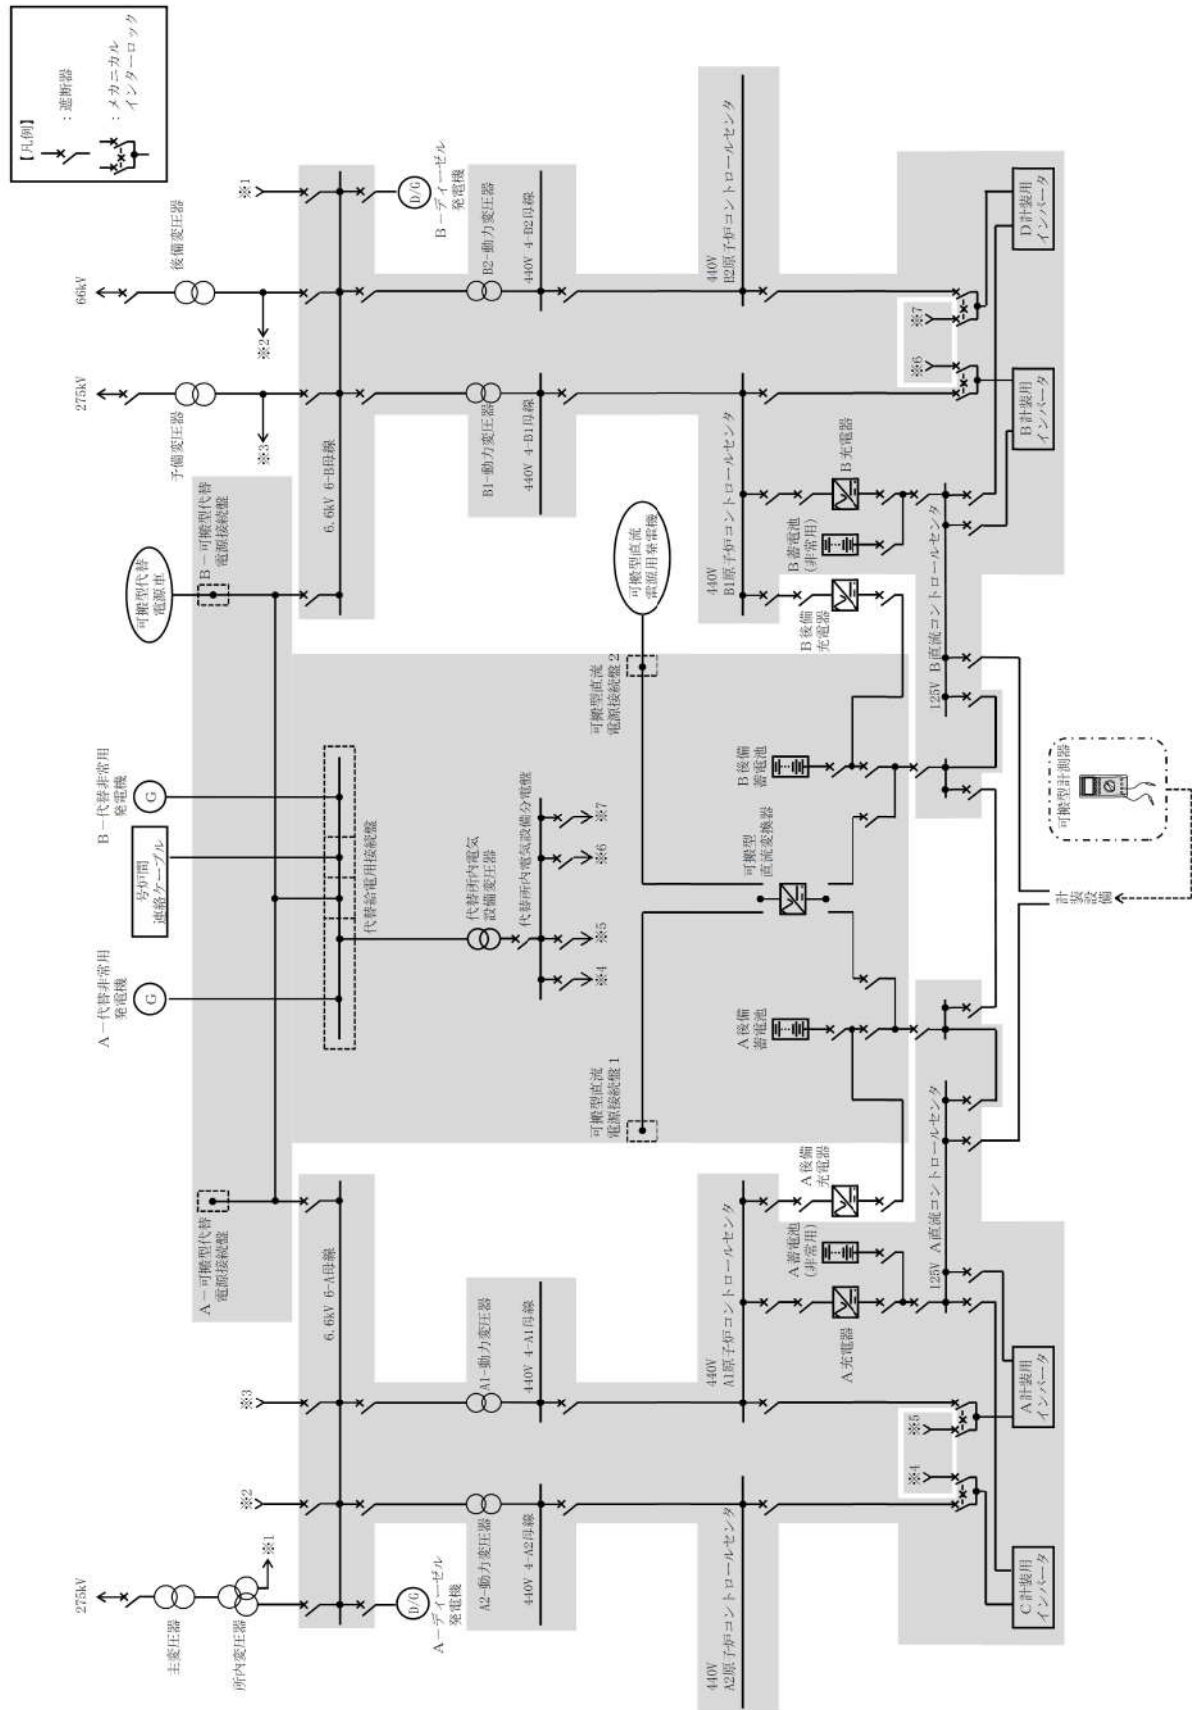 【凡例】
：遮断器
：メカニカル
インターロック
275kV
主変圧器
所内変圧器
※1
※2
※3
予備変圧器
275kV
※3
後備変圧器
66kV
※2
※1
A－可搬型代替
電源接続盤
A－代替非常用
発電機
G
号炉間
連絡ケーブル
B－代替非常用
発電機
G
可搬型代替
電源車
B－可搬型代替
電源接続盤
6.6kV 6-A母線
代替給電用接続盤
6.6kV 6-B母線
D/G
A－ディーゼル
発電機
D/G
B－ディーゼル
発電機
A2-動力変圧器
A1-動力変圧器
代替所内電気
設備変圧器
B1-動力変圧器
B2-動力変圧器
440V 4-A2母線
440V 4-A1母線
代替所内電気設備分電盤
440V 4-B1母線
440V 4-B2母線
※4
※5
※6
※7
可搬型直流
電源接続盤 1
可搬型直流
電源接続盤 2
可搬型直流
電源用発電機
440V
A2原子炉コントロールセンタ
440V
A1原子炉コントロールセンタ
440V
B1原子炉コントロールセンタ
440V
B2原子炉コントロールセンタ
A後備
蓄電池
可搬型
直流変換器
B後備
蓄電池
A充電器
A蓄電池
(非常用)
A後備
充電器
B後備
充電器
B蓄電池
(非常用)
B充電器
※4
※5
125V A直流コントロールセンタ
125V B直流コントロールセンタ
※6
※7
C計装用
インバータ
A計装用
インバータ
計装設備
可搬型計測器
B計装用
インバータ
D計装用
インバータ